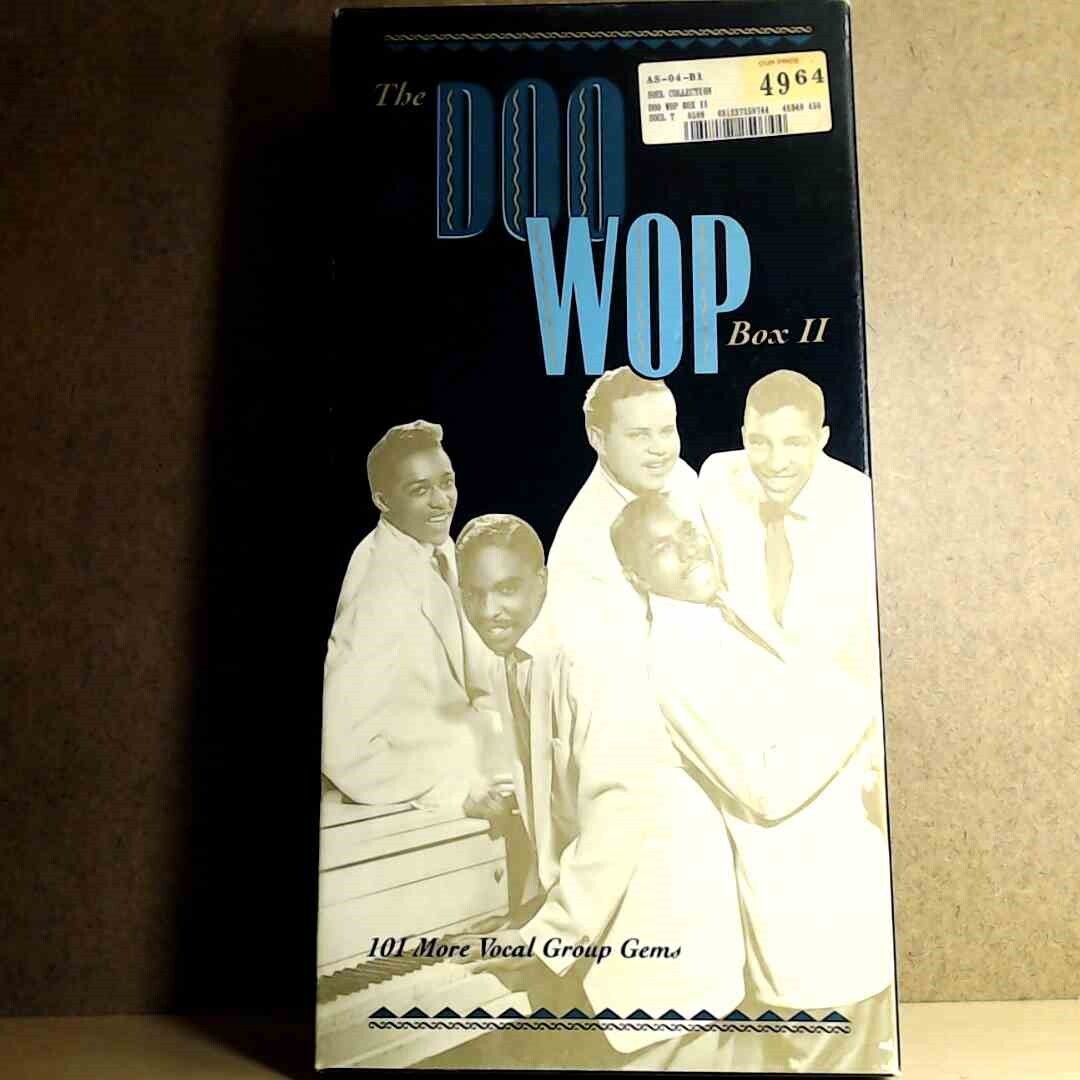 The
DOO
WOP
Box II
OUR PRICE
4964
AS-04-B1
SOUL COLLECTION
DOO WOP BOX II
SOUL T
101 More Vocal Group Gems